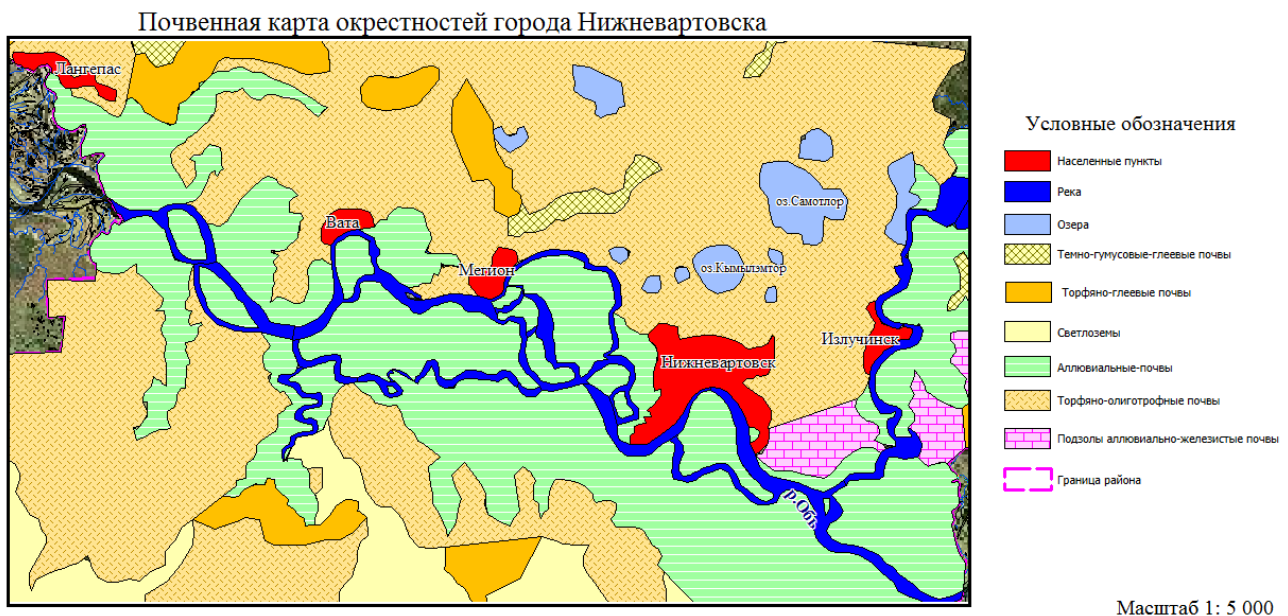 Почвенная карта окрестностей города Нижневартовска
Лангепас
Вата
Мегион
оз.Самотлор
оз.Кымылэмтор
Излучинск
Нижневартовск
р.Обь
Условные обозначения
Населенные пункты
Река
Озера
Темно-гумусовые-глеевые почвы
Торфяно-глеевые почвы
Светлоземы
Аллювиальные-почвы
Торфяно-олиготрофные почвы
Подзолы аллювиально-железистые почвы
Граница района
Масштаб 1: 5 000